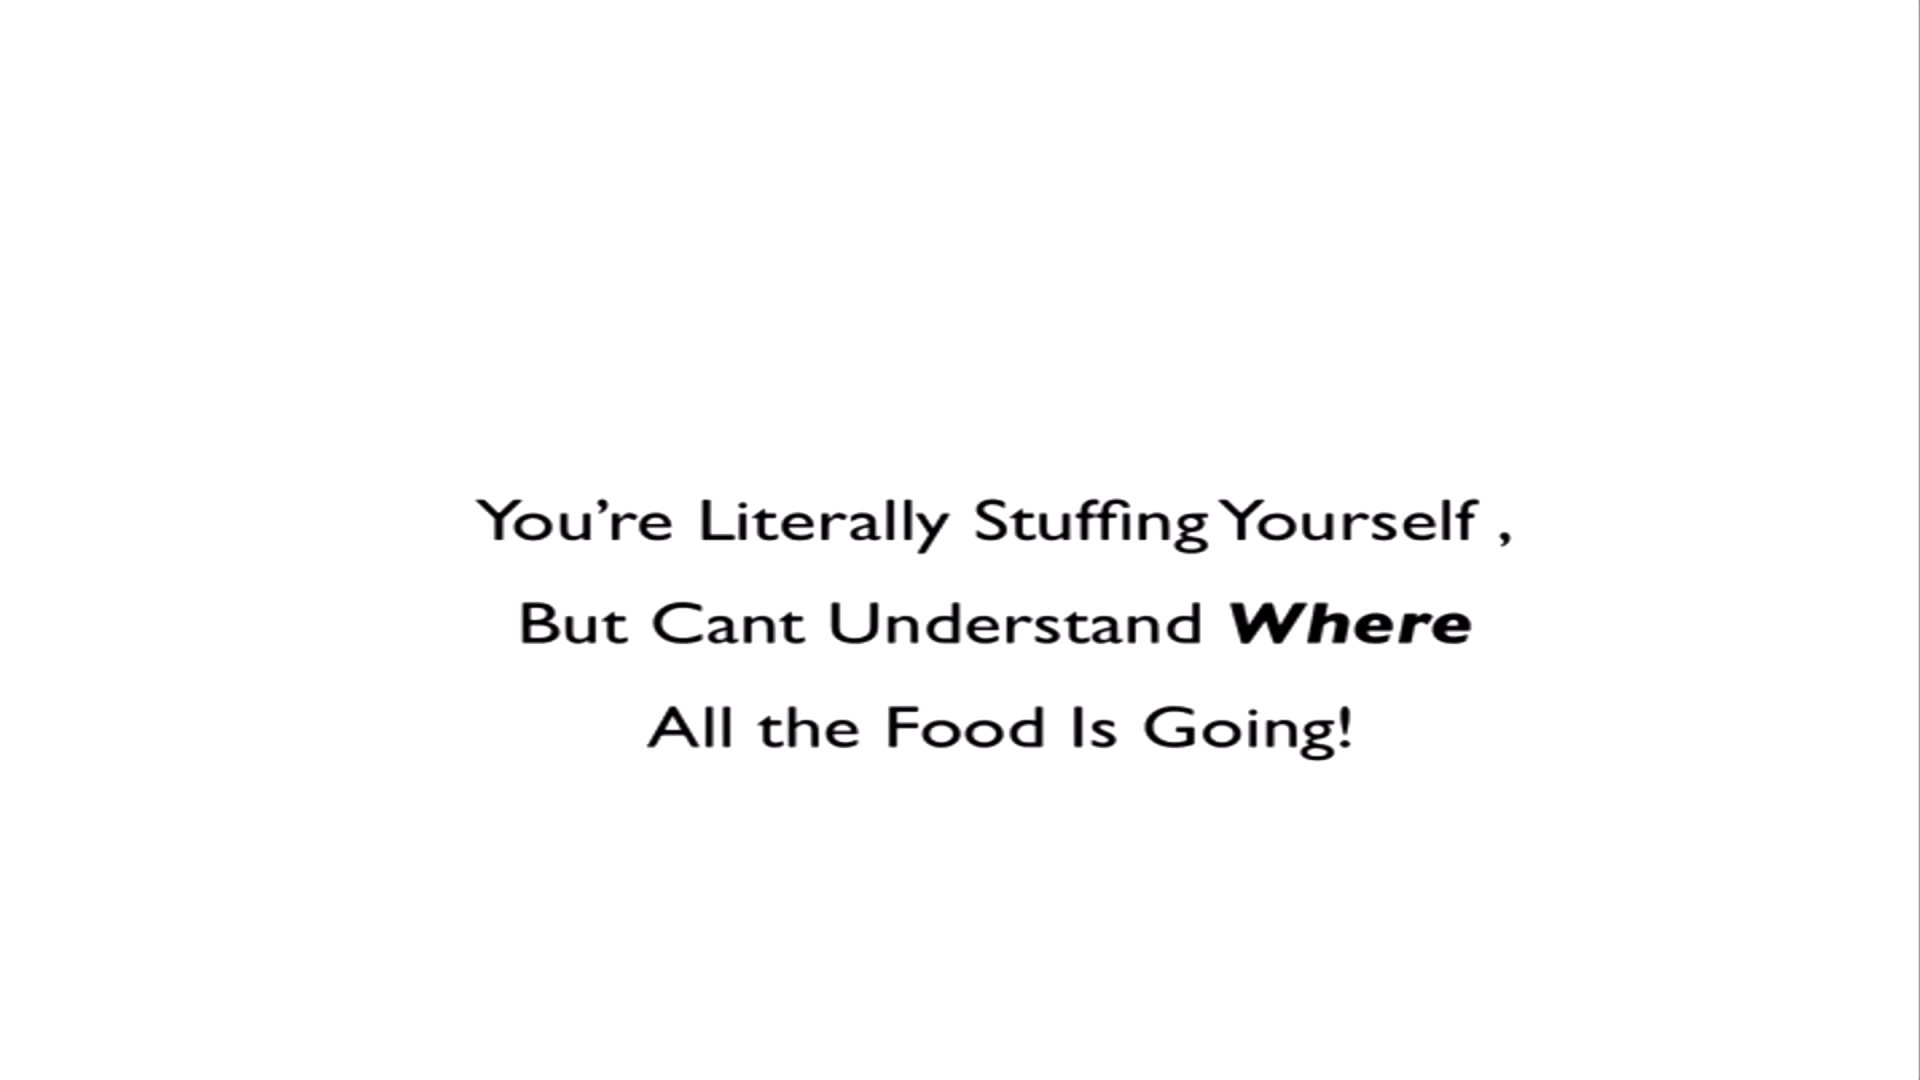 You’re Literally Stuffing Yourself ,
But Cant Understand Where
All the Food Is Going!